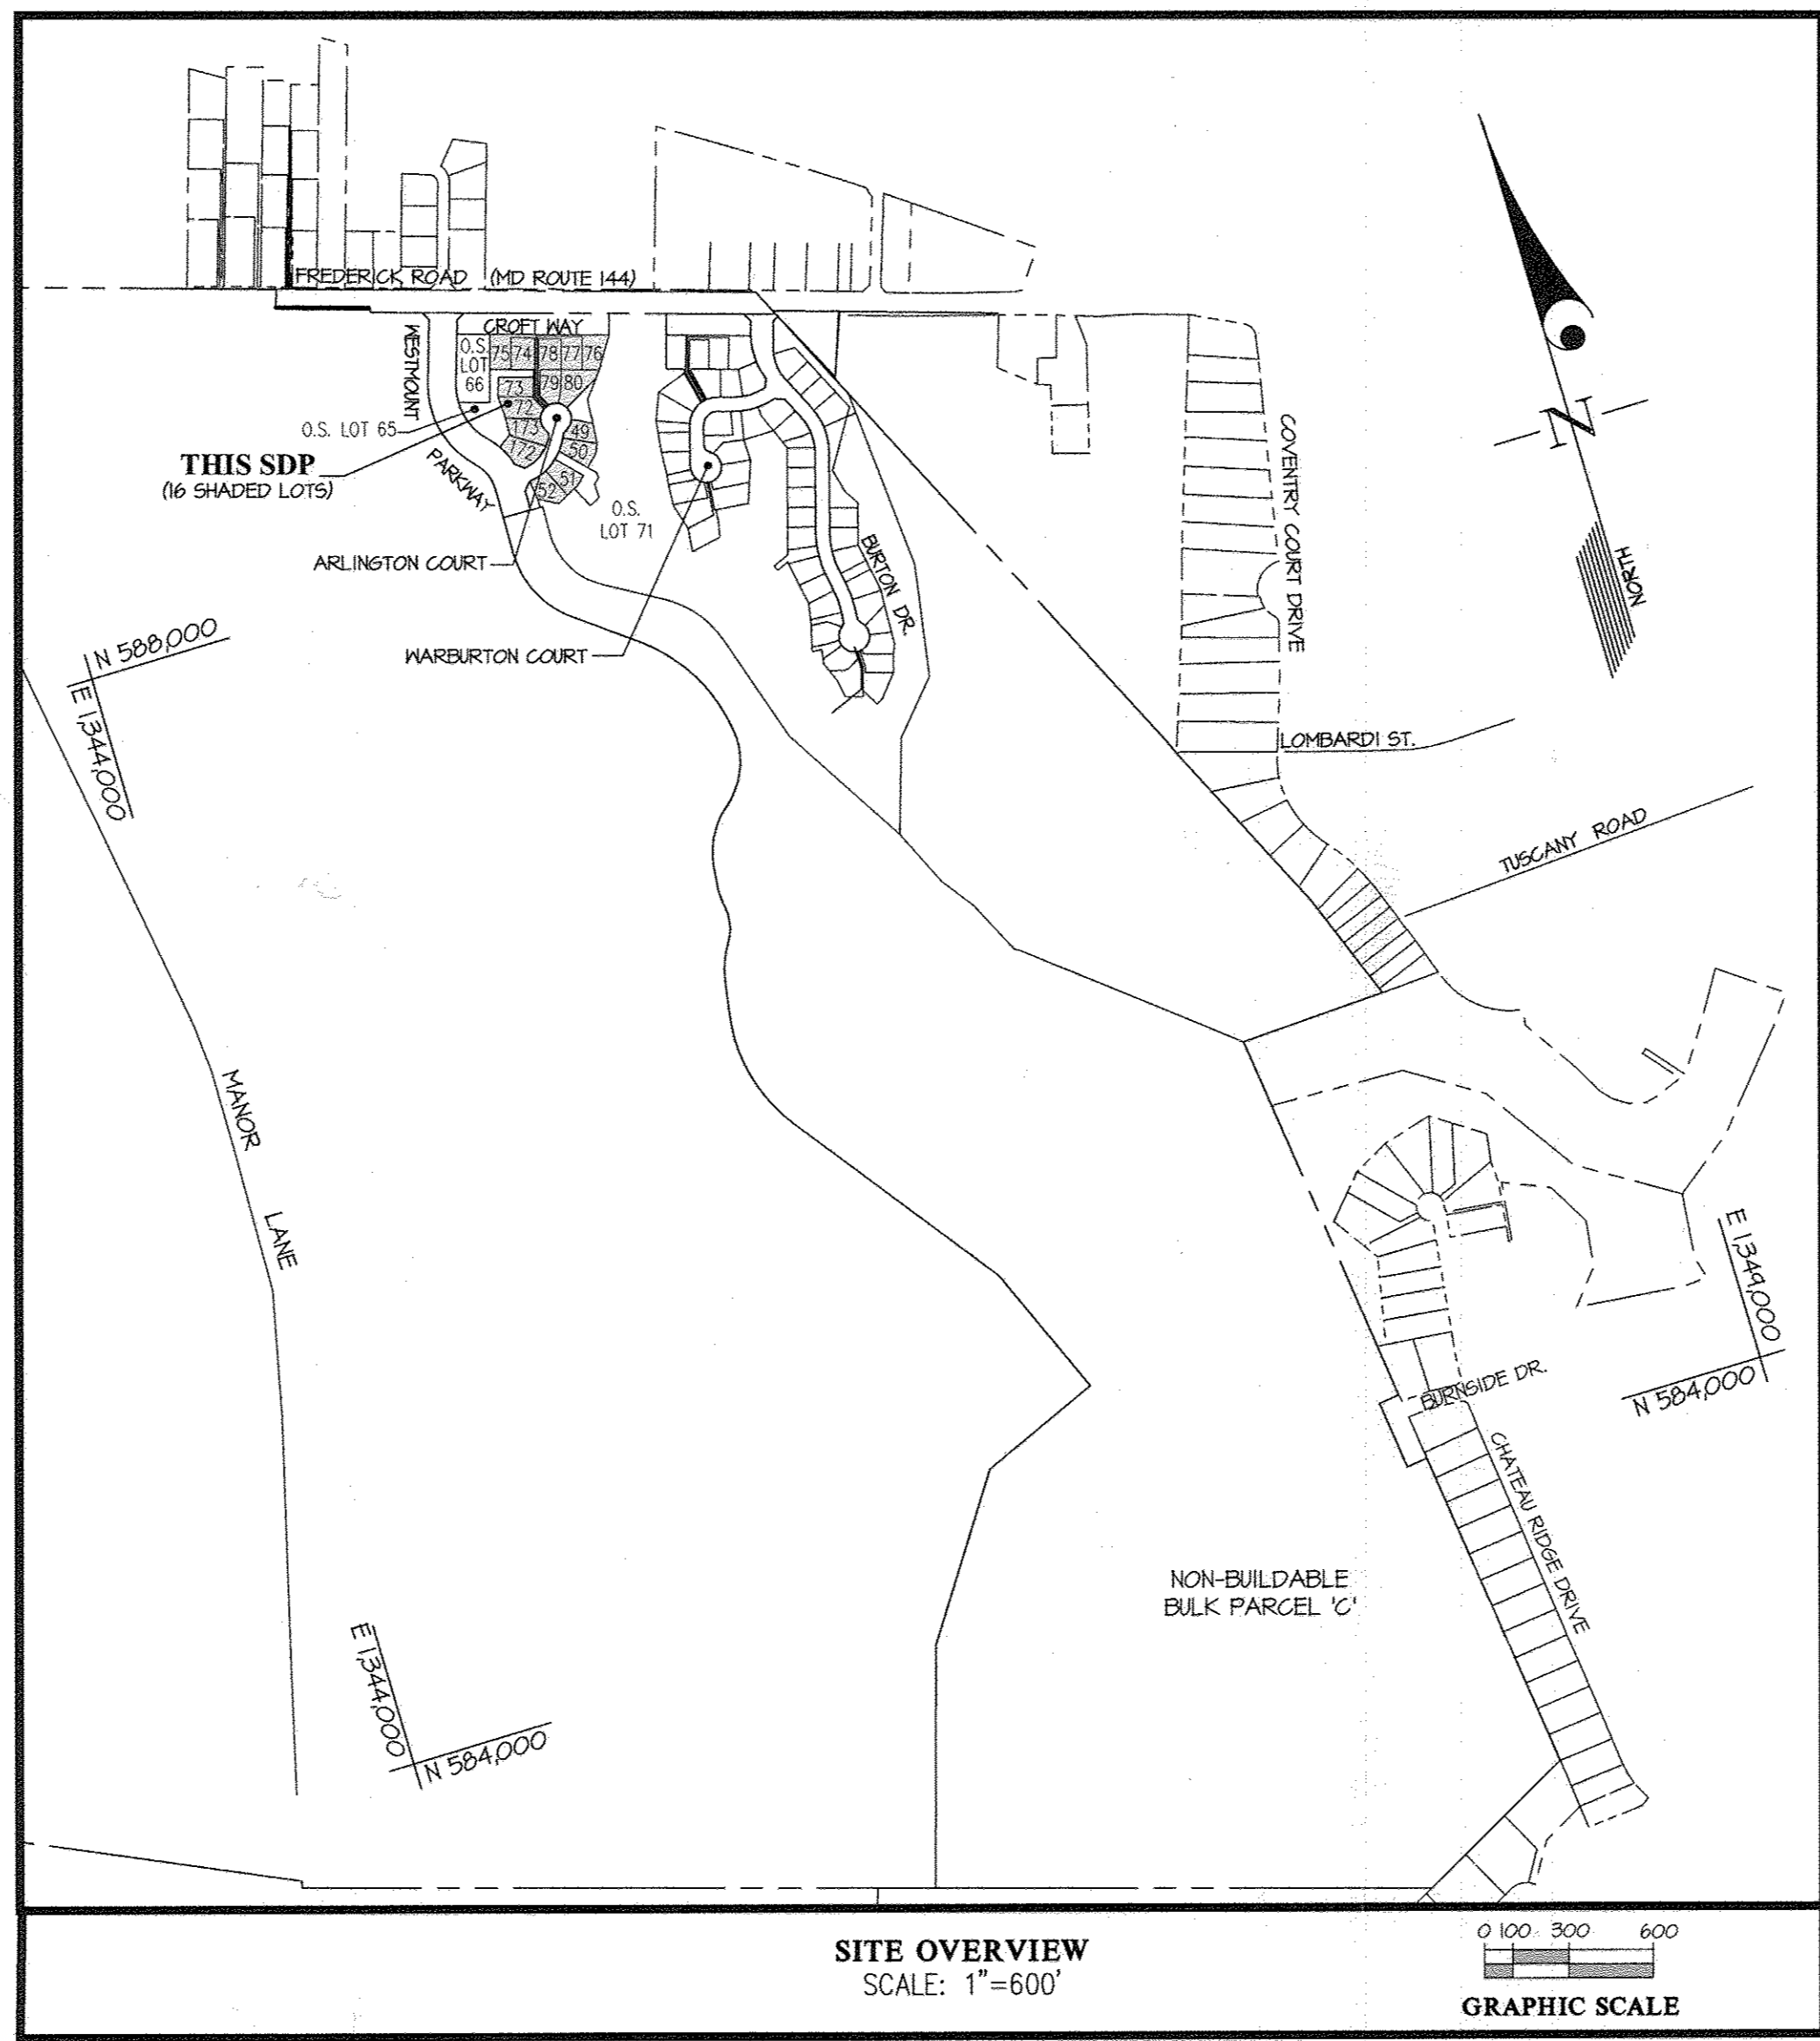 FREDERICK ROAD (MD ROUTE 144)
WESTMOUNT
PARKWAY
CROFT WAY
O.S.
LOT
66
75
74
78
77
76
73
79
80
72
173
172
49
50
51
52
O.S. LOT 65
THIS SDP
(16 SHADED LOTS)
O.S.
LOT 71
ARLINGTON COURT
WARBURTON COURT
BURTON DR.
COVENTRY COURT DRIVE
N
NORTH
N 588,000
E 1,344,000
LOMBARDI ST.
TUSCANY ROAD
MANOR
LANE
E 1,349,000
N 584,000
BURNSIDE DR.
CHATEAU RIDGE DRIVE
NON-BUILDABLE
BULK PARCEL 'C'
E 1,344,000
N 584,000
SITE OVERVIEW
SCALE: 1"=600'
0 100 300 600
GRAPHIC SCALE